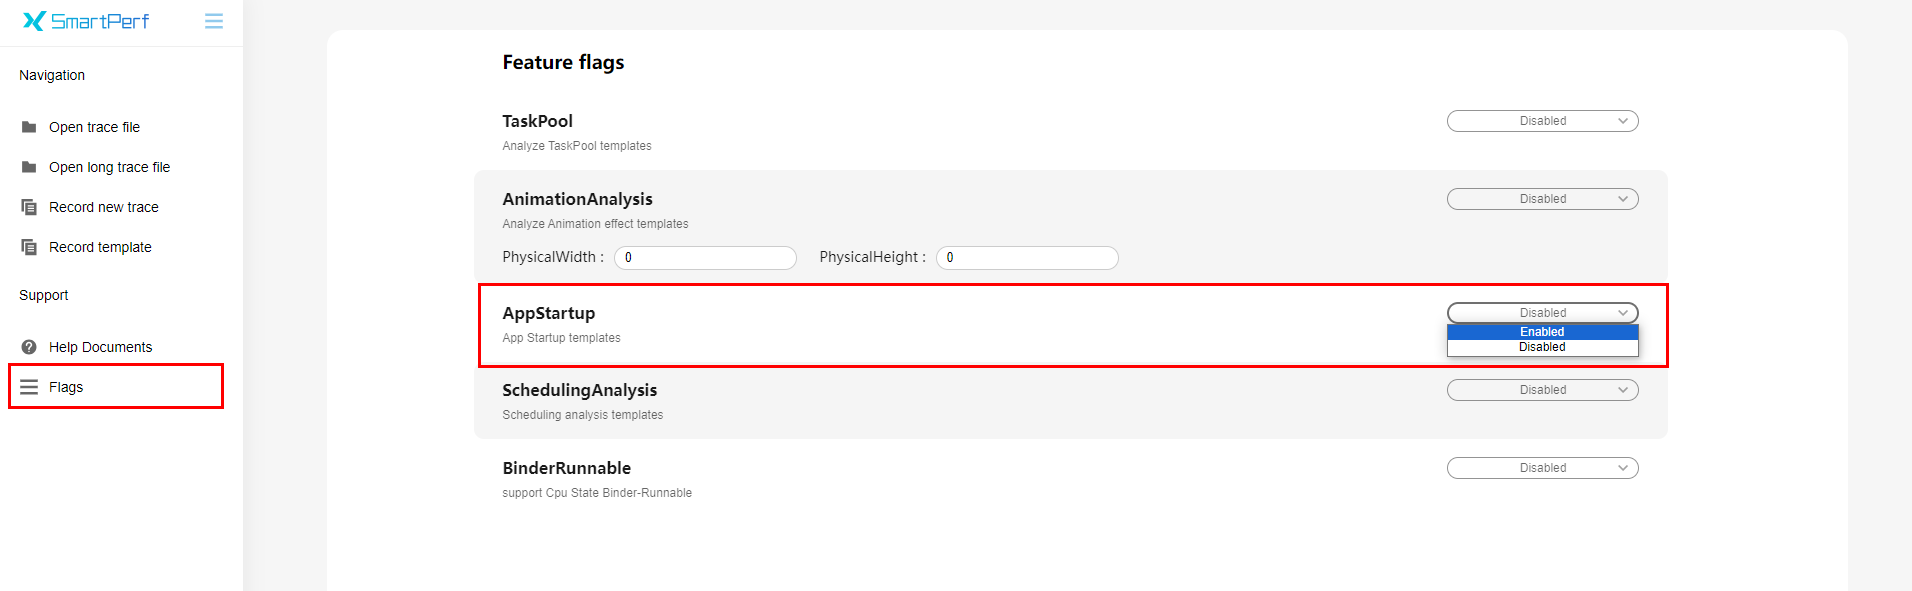 SmartPerf
Navigation
Open trace file
Open long trace file
Record new trace
Record template
Support
Help Documents
Flags
Feature flags
TaskPool
Disabled
Analyze TaskPool templates
AnimationAnalysis
Disabled
Analyze Animation effect templates
PhysicalWidth : 0 PhysicalHeight : 0
AppStartup
Disabled
App Startup templates
Enabled
Disabled
SchedulingAnalysis
Disabled
Scheduling analysis templates
BinderRunnable
Disabled
support Cpu State Binder-Runnable